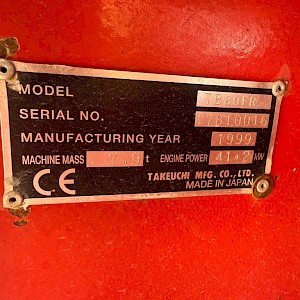 MODEL TB80FR
SERIAL NO.
MANUFACTURING YEAR 1999
MACHINE MASS t ENGINE POWER 41.2 kW
CE TAKEUCHI MFG. CO., LTD.
MADE IN JAPAN